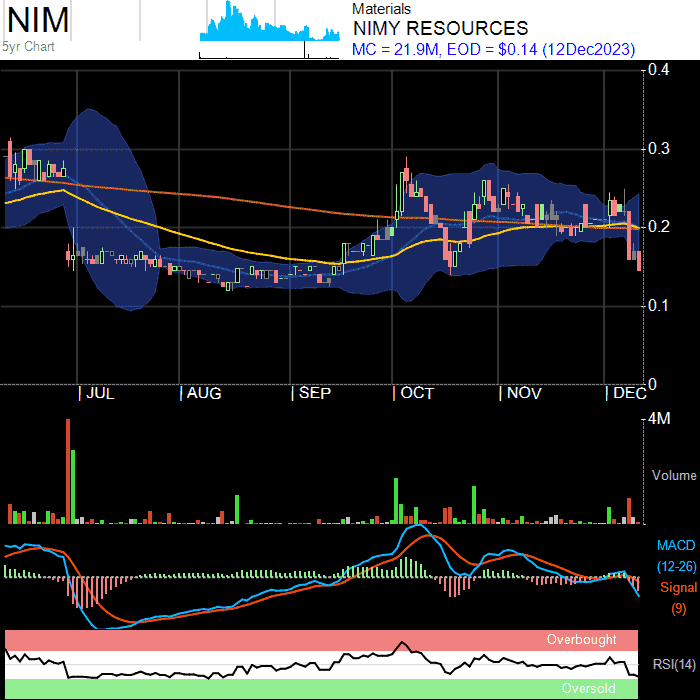 NIM
5yr Chart
Materials
NIMY RESOURCES
MC = 21.9M, EOD = $0.14 (12Dec2023)
0.4
0.3
0.2
0.1
0
| JUL | AUG | SEP | OCT | NOV | DEC
4M
Volume
MACD
(12-26)
Signal
(9)
Overbought
RSI(14)
Oversold